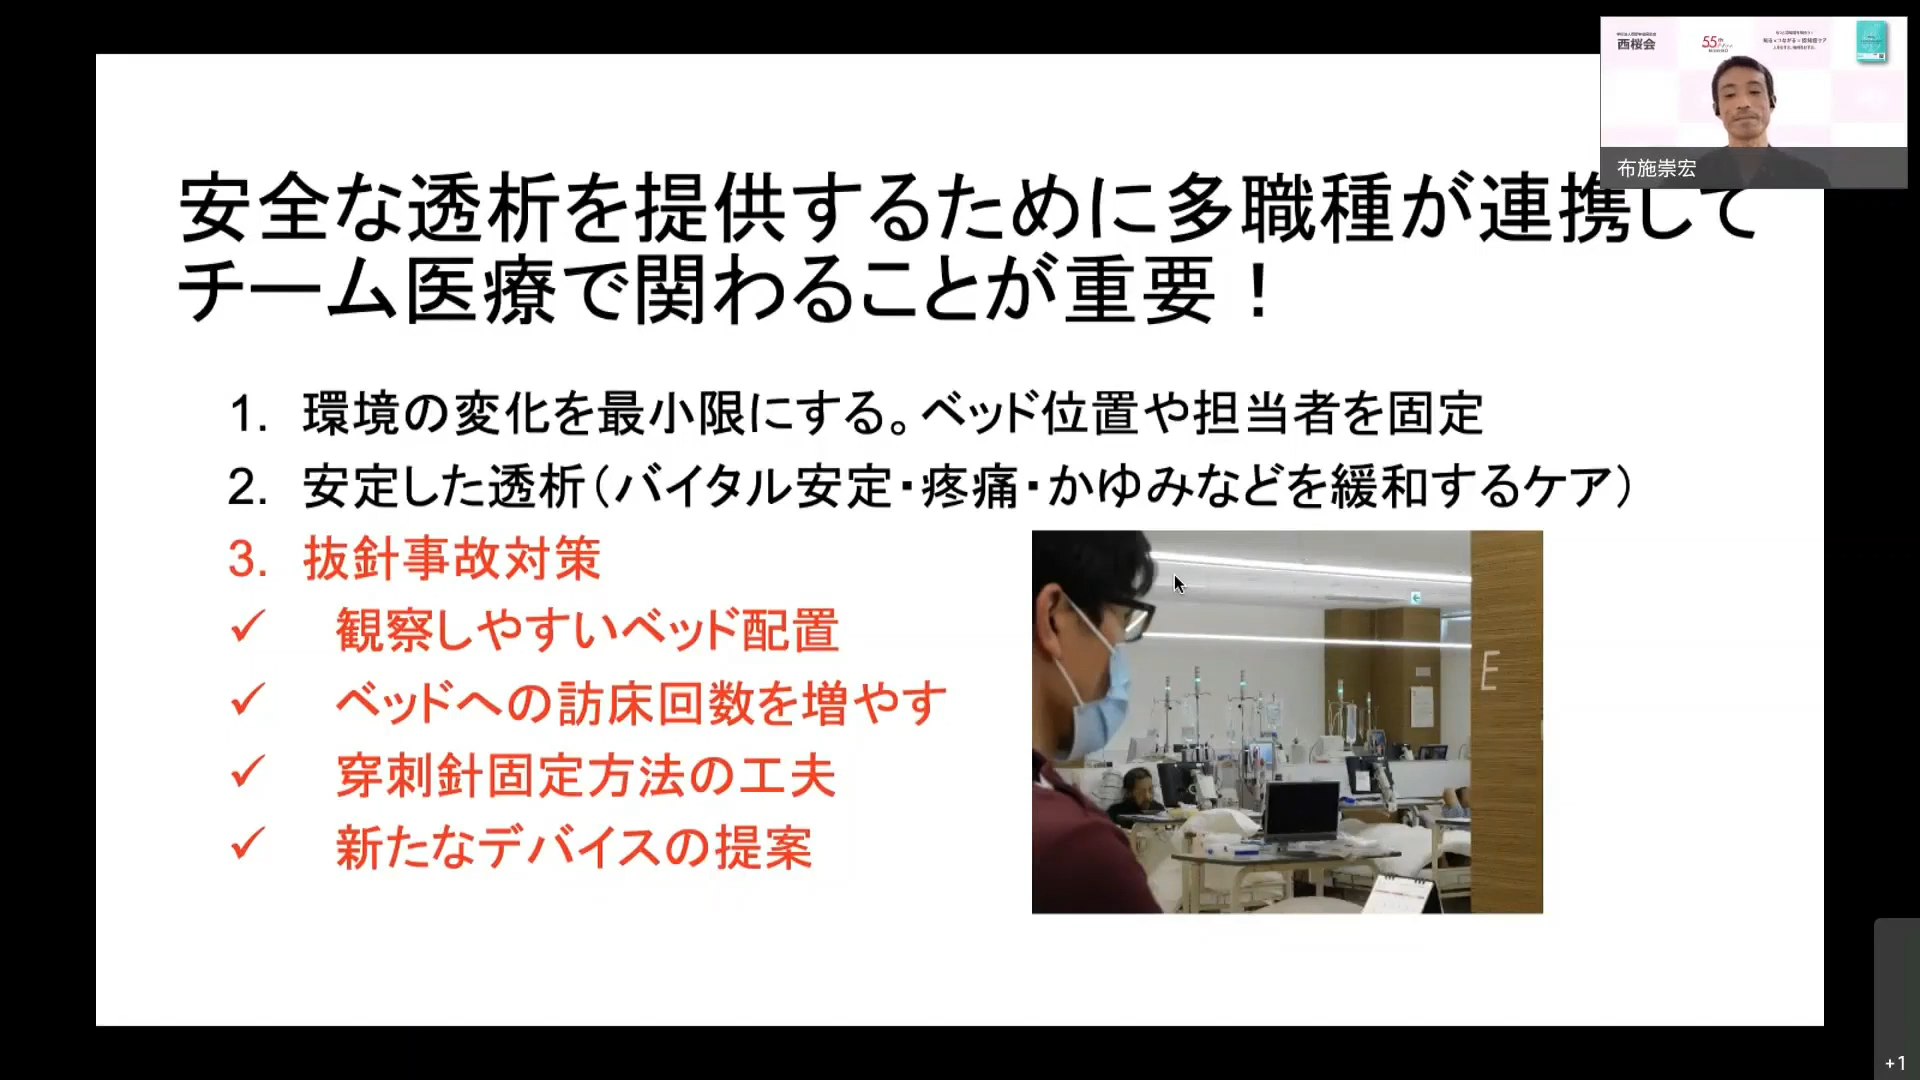 西桜会
55
布施崇宏
安全な透析を提供するために多職種が連携して
チーム医療で関わることが重要！
1. 環境の変化を最小限にする。ベッド位置や担当者を固定
2. 安定した透析（バイタル安定・疼痛・かゆみなどを緩和するケア）
3. 抜針事故対策
✓ 観察しやすいベッド配置
✓ ベッドへの訪床回数を増やす
✓ 穿刺針固定方法の工夫
✓ 新たなデバイスの提案
E
+1